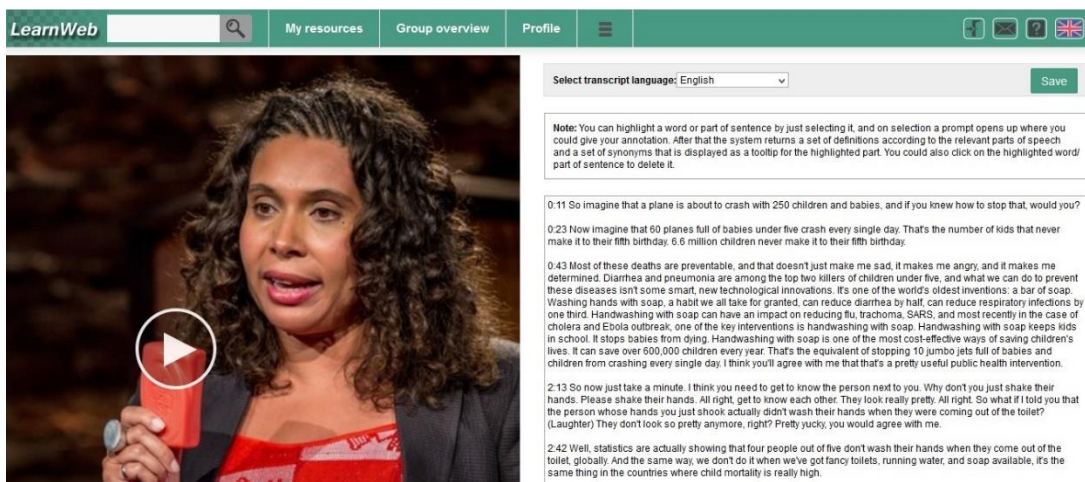 LearnWeb My resources Group overview Profile
Select transcript language: English Save
Note: You can highlight a word or part of sentence by just selecting it, and on selection a prompt opens up where you
could give your annotation. After that the system returns a set of definitions according to the relevant parts of speech
and a set of synonyms that is displayed as a tooltip for the highlighted part. You could also click on the highlighted word/
part of sentence to delete it.
0:11 So imagine that a plane is about to crash with 250 children and babies, and if you knew how to stop that, would you?
0:23 Now imagine that 60 planes full of babies under five crash every single day. That's the number of kids that never
make it to their fifth birthday. 6.6 million children never make it to their fifth birthday.
0:43 Most of these deaths are preventable, and that doesn't just make me sad, it makes me angry, and it makes me
determined. Diarrhea and pneumonia are among the top two killers of children under five, and what we can do to prevent
these diseases isn't some smart, new technological innovations. It's one of the world's oldest inventions: a bar of soap.
Washing hands with soap, a habit we all take for granted, can reduce diarrhea by half, can reduce respiratory infections by
one third. Handwashing with soap can have an impact on reducing flu, trachoma, SARS, and most recently in the case of
cholera and Ebola outbreak, one of the key interventions is handwashing with soap. Handwashing with soap keeps kids
in school. It stops babies from dying. Handwashing with soap is one of the most cost-effective ways of saving children's
lives. It can save over 600,000 children every year. That's the equivalent of stopping 10 jumbo jets full of babies and
children from crashing every single day. I think you'll agree with me that that's a pretty useful public health intervention.
2:13 So now just take a minute. I think you need to get to know the person next to you. Why don't you just shake their
hands. Please shake their hands. All right, get to know each other. They look really pretty. All right. So what if I told you that
the person whose hands you just shook actually didn't wash their hands when they were coming out of the toilet?
(Laughter) They don't look so pretty anymore, right? Pretty yucky, you would agree with me.
2:42 Well, statistics are actually showing that four people out of five don't wash their hands when they come out of the
toilet, globally. And the same way, we don't do it when we've got fancy toilets, running water, and soap available, it's the
same thing in the countries where child mortality is really high.